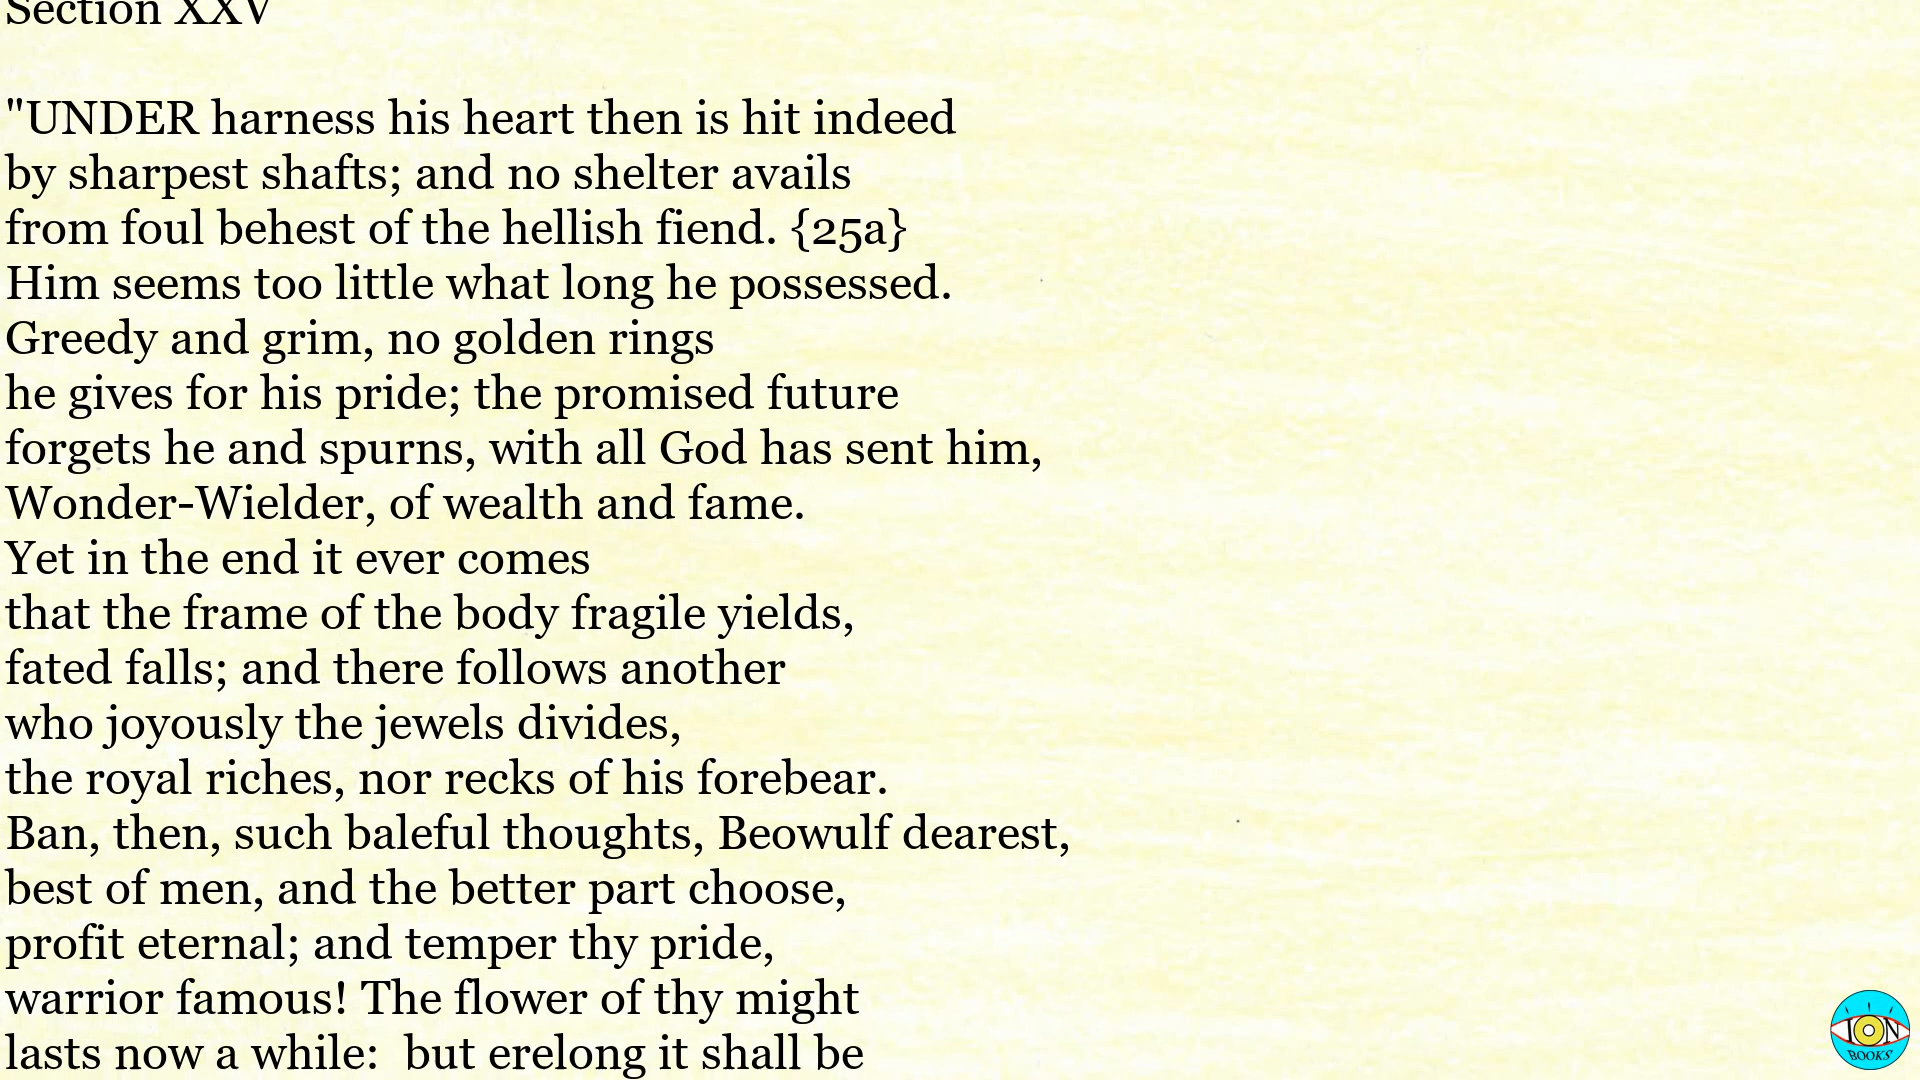 Section XXV
"UNDER harness his heart then is hit indeed
by sharpest shafts; and no shelter avails
from foul behest of the hellish fiend. {25a}
Him seems too little what long he possessed.
Greedy and grim, no golden rings
he gives for his pride; the promised future
forgets he and spurns, with all God has sent him,
Wonder-Wielder, of wealth and fame.
Yet in the end it ever comes
that the frame of the body fragile yields,
fated falls; and there follows another
who joyously the jewels divides,
the royal riches, nor recks of his forebear.
Ban, then, such baleful thoughts, Beowulf dearest,
best of men, and the better part choose,
profit eternal; and temper thy pride,
warrior famous! The flower of thy might
lasts now a while:  but erelong it shall be
ION
BOOKS